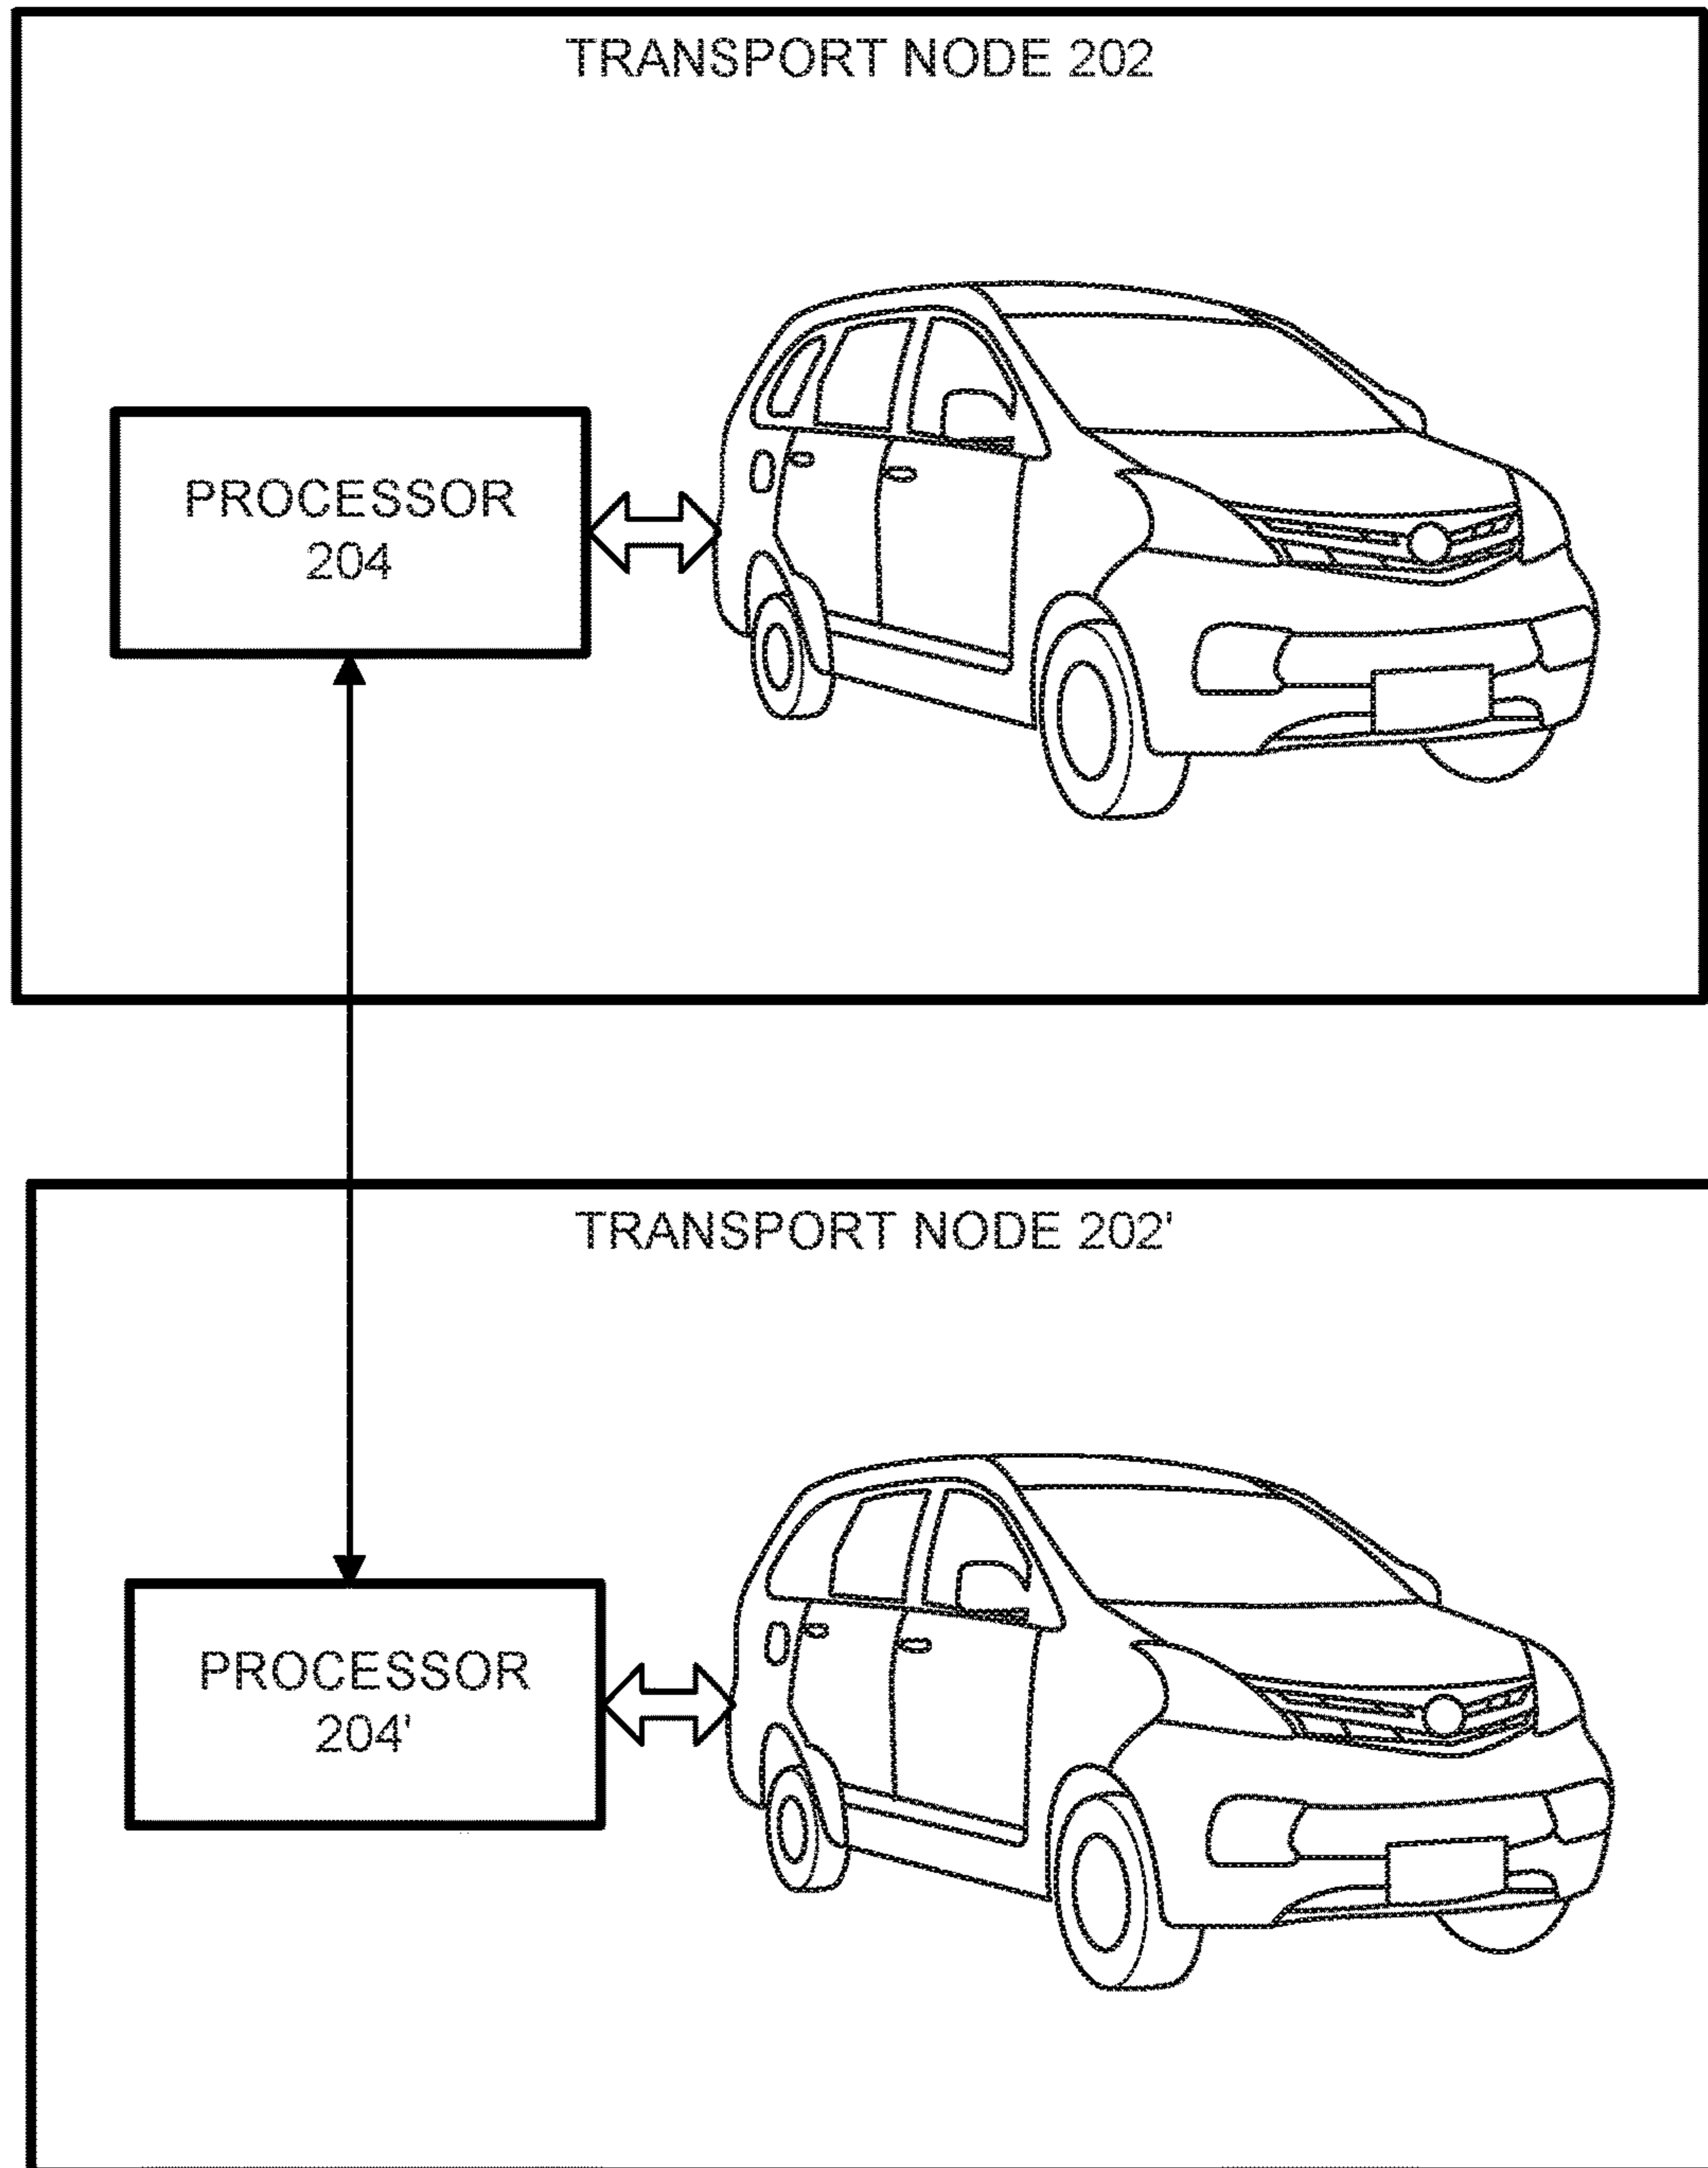 TRANSPORT NODE 202
PROCESSOR
204
TRANSPORT NODE 202'
PROCESSOR
204'